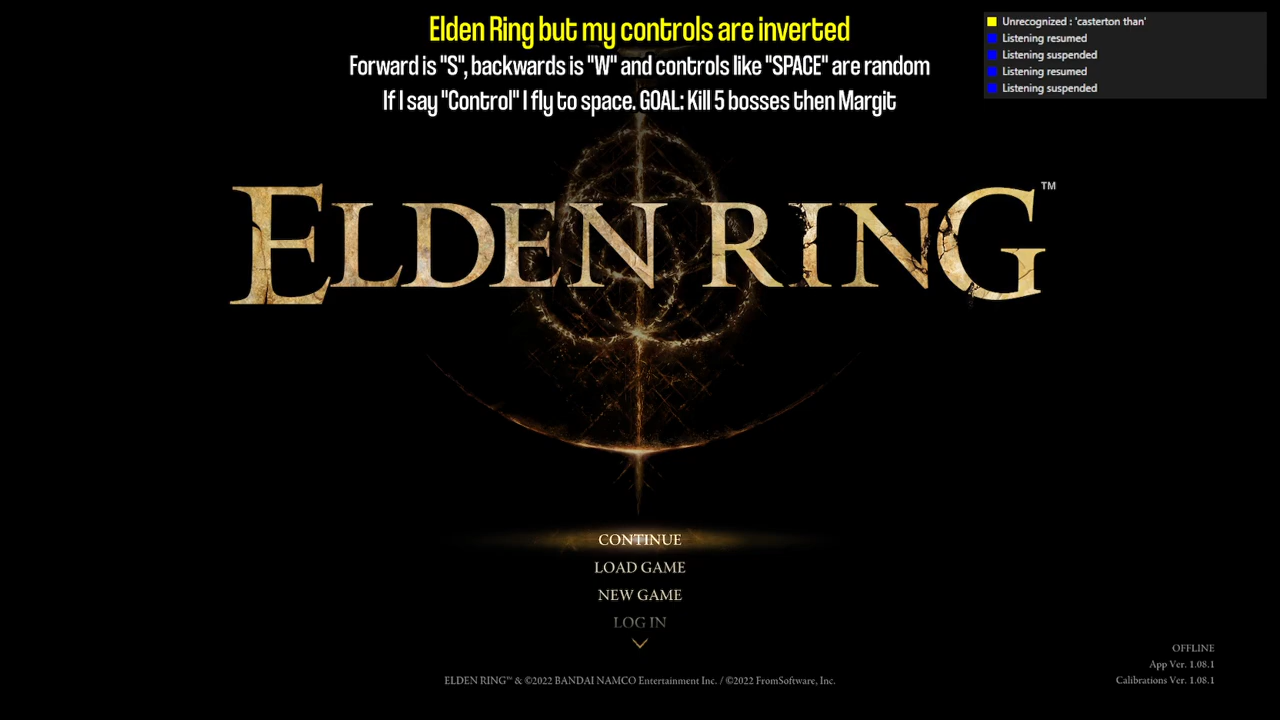 Elden Ring but my controls are inverted
Forward is "S", backwards is "W" and controls like "SPACE" are random
If I say "Control" I fly to space. GOAL: Kill 5 bosses then Margit
Unrecognized : 'casterton than'
Listening resumed
Listening suspended
Listening resumed
Listening suspended
ELDEN RING™
CONTINUE
LOAD GAME
NEW GAME
LOG IN
OFFLINE
App Ver. 1.08.1
Calibrations Ver. 1.08.1
ELDEN RING™ & ©2022 BANDAI NAMCO Entertainment Inc. / ©2022 FromSoftware, Inc.